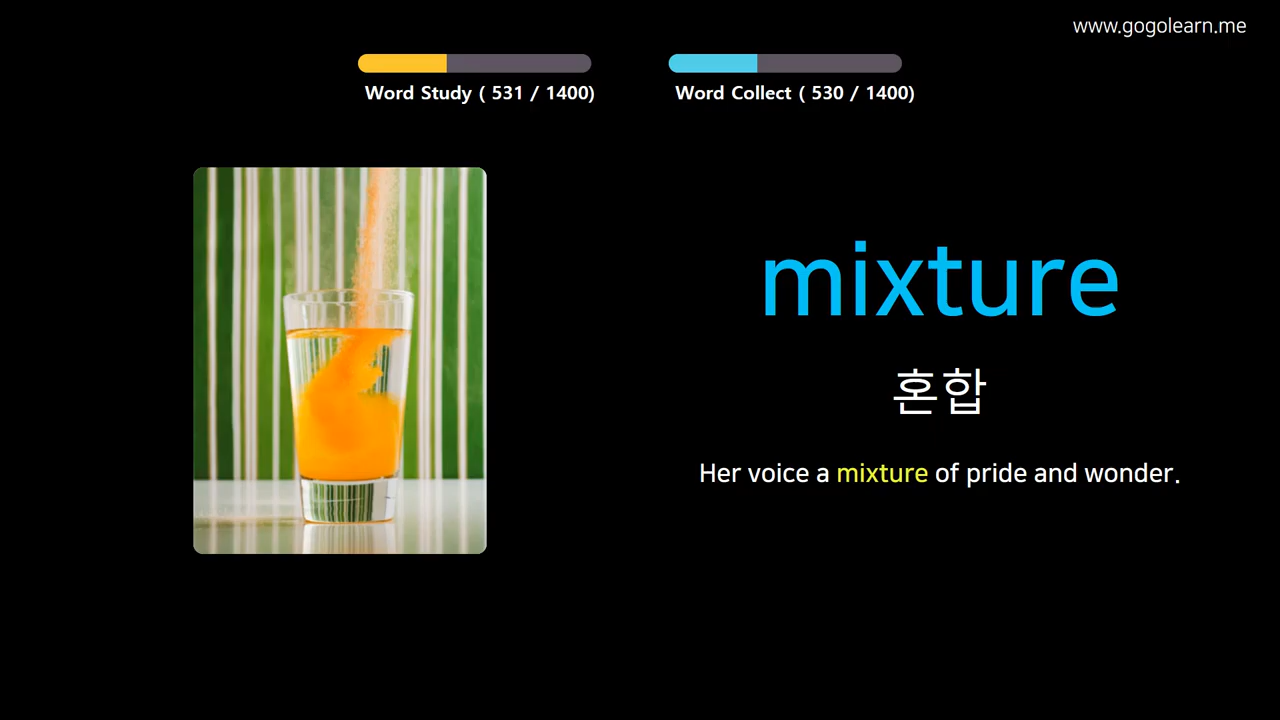 www.gogolearn.me
Word Study ( 531 / 1400)
Word Collect ( 530 / 1400)
mixture
혼합
Her voice a mixture of pride and wonder.